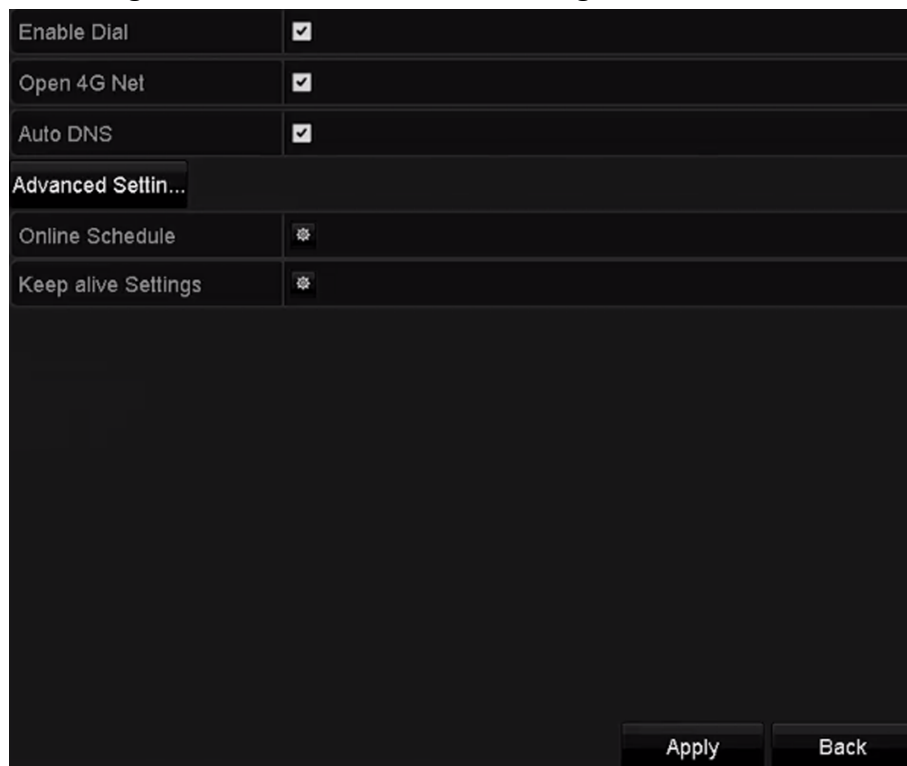 Enable Dial
Open 4G Net
Auto DNS
Advanced Settin...
Online Schedule
Keep alive Settings
Apply Back